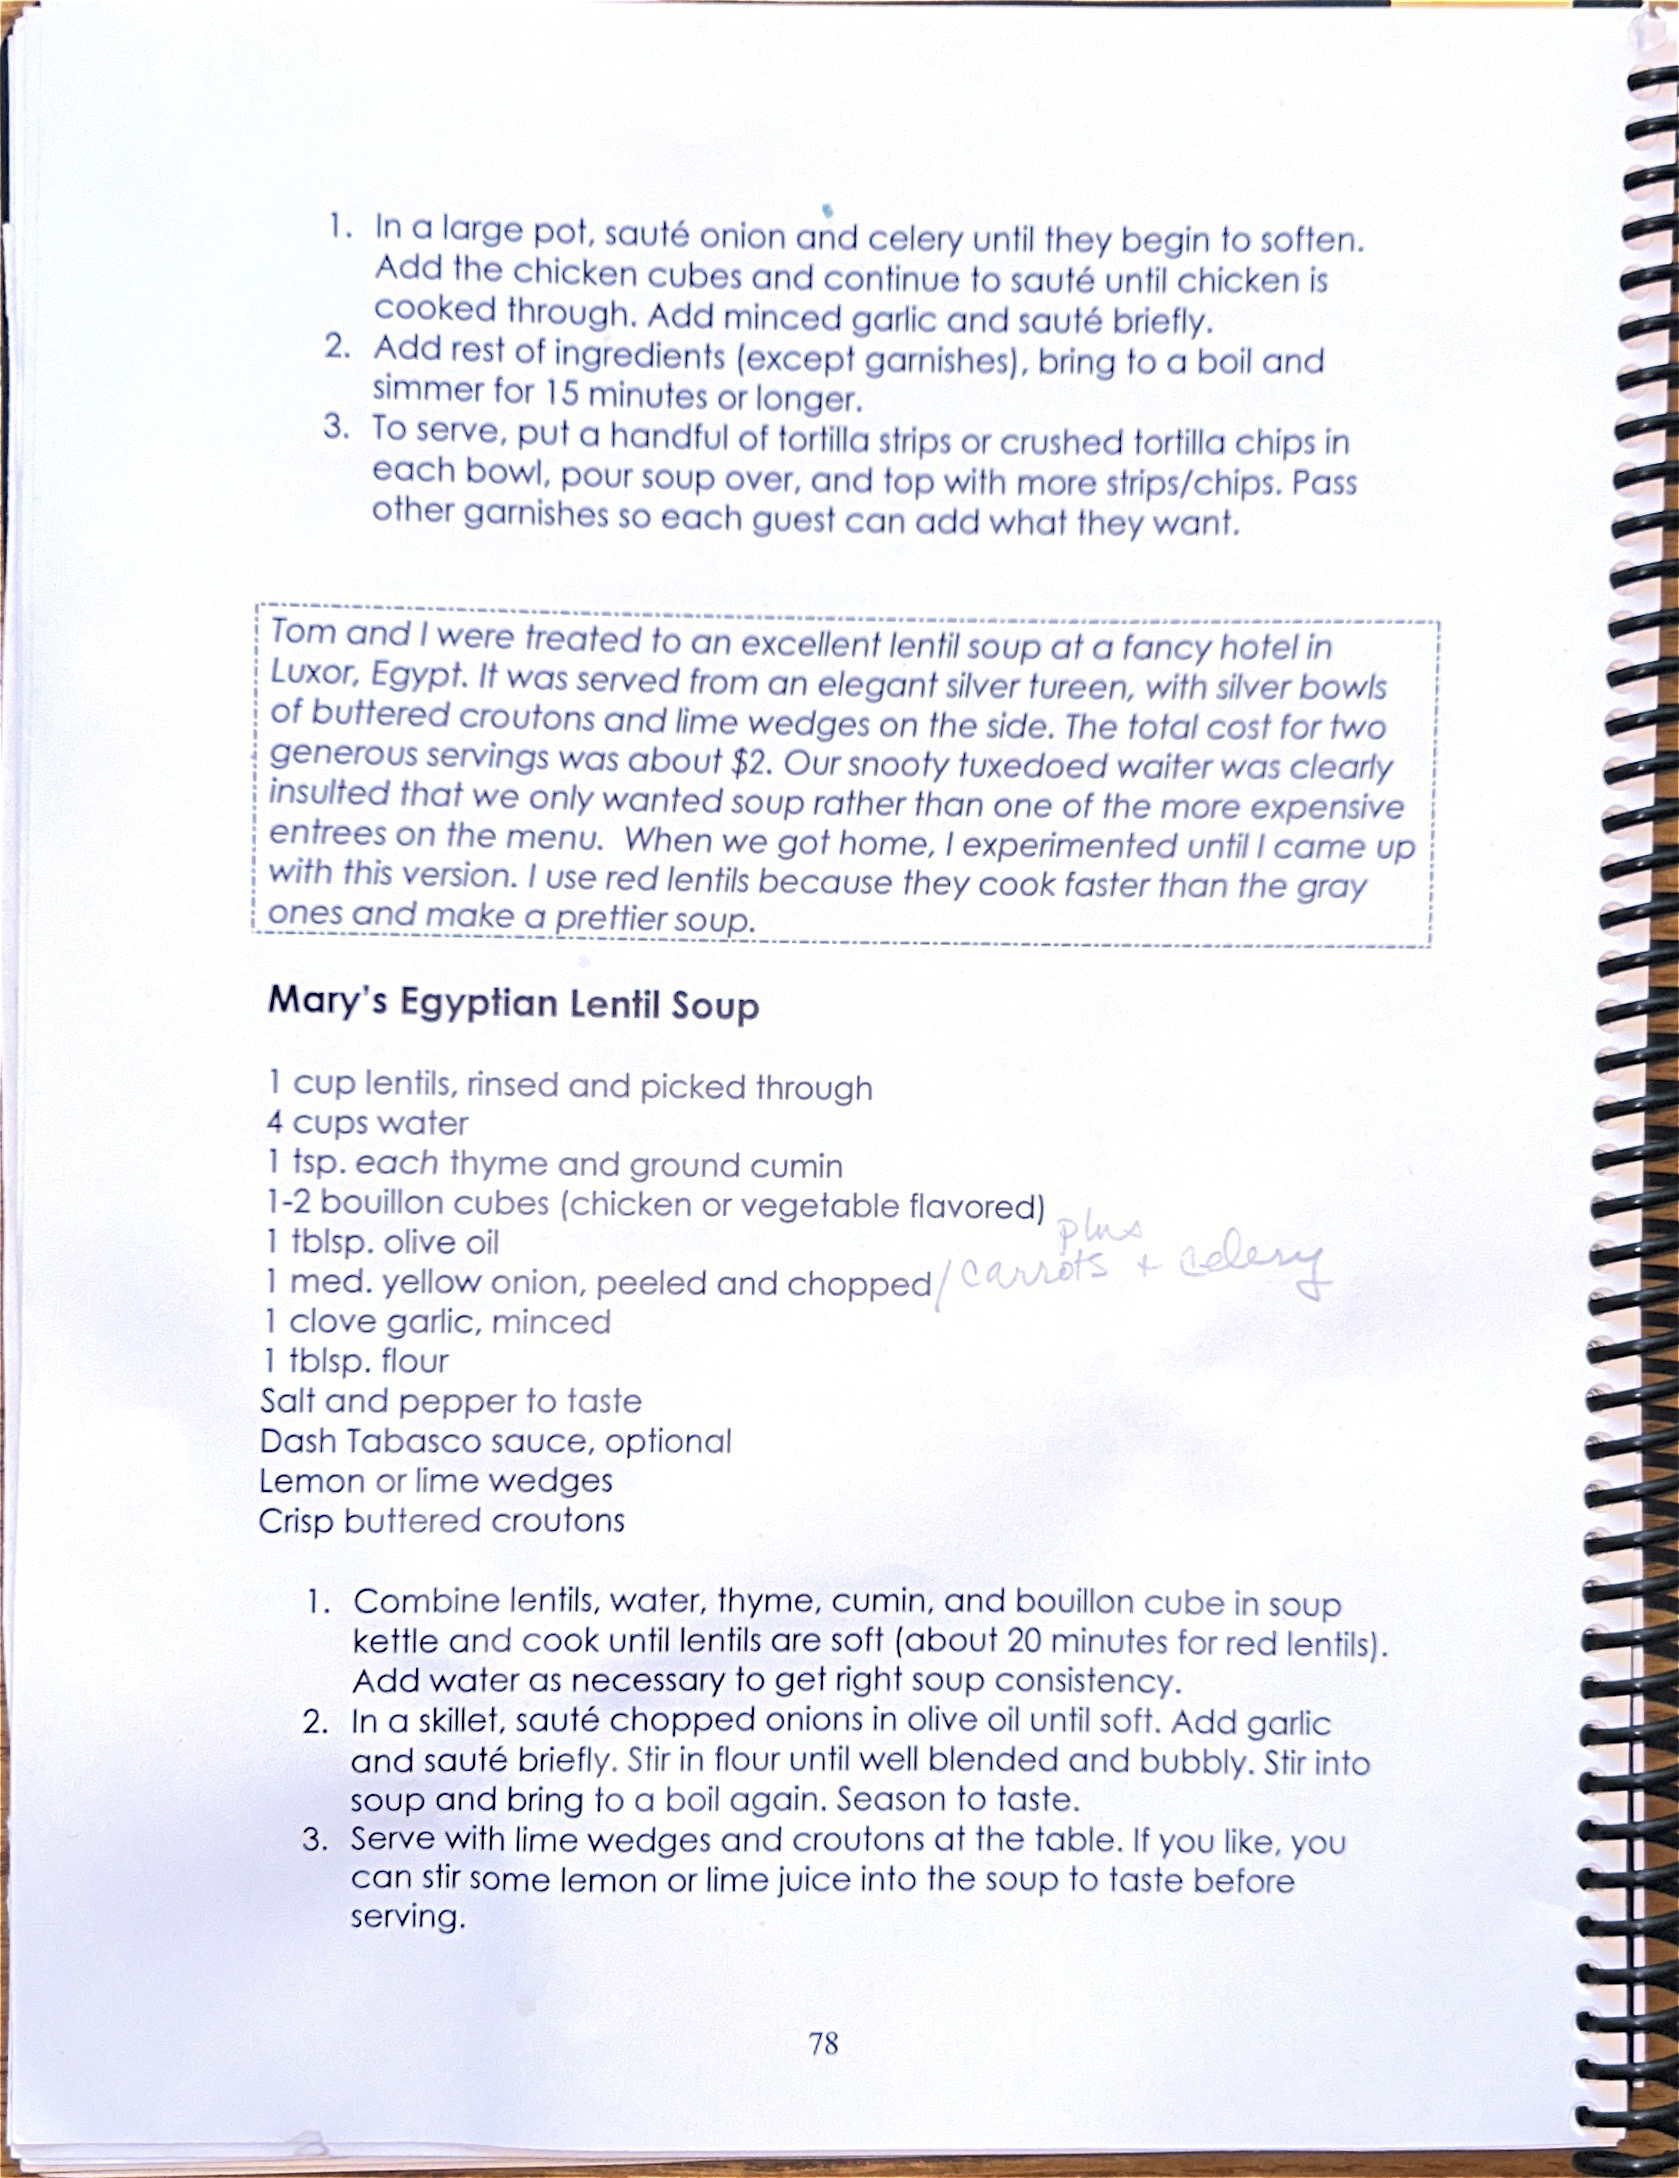 1. In a large pot, sauté onion and celery until they begin to soften.
Add the chicken cubes and continue to sauté until chicken is
cooked through. Add minced garlic and sauté briefly.
2. Add rest of ingredients (except garnishes), bring to a boil and
simmer for 15 minutes or longer.
3. To serve, put a handful of tortilla strips or crushed tortilla chips in
each bowl, pour soup over, and top with more strips/chips. Pass
other garnishes so each guest can add what they want.
Tom and I were treated to an excellent lentil soup at a fancy hotel in
Luxor, Egypt. It was served from an elegant silver tureen, with silver bowls
of buttered croutons and lime wedges on the side. The total cost for two
generous servings was about $2. Our snooty tuxedoed waiter was clearly
insulted that we only wanted soup rather than one of the more expensive
entrees on the menu.  When we got home, I experimented until I came up
with this version. I use red lentils because they cook faster than the gray
ones and make a prettier soup.
Mary's Egyptian Lentil Soup
1 cup lentils, rinsed and picked through
4 cups water
1 tsp. each thyme and ground cumin
1-2 bouillon cubes (chicken or vegetable flavored)
1 tblsp. olive oil
plus
1 med. yellow onion, peeled and chopped/carrots + celery
1 clove garlic, minced
1 tblsp. flour
Salt and pepper to taste
Dash Tabasco sauce, optional
Lemon or lime wedges
Crisp buttered croutons
1. Combine lentils, water, thyme, cumin, and bouillon cube in soup
kettle and cook until lentils are soft (about 20 minutes for red lentils).
Add water as necessary to get right soup consistency.
2. In a skillet, sauté chopped onions in olive oil until soft. Add garlic
and sauté briefly. Stir in flour until well blended and bubbly. Stir into
soup and bring to a boil again. Season to taste.
3. Serve with lime wedges and croutons at the table. If you like, you
can stir some lemon or lime juice into the soup to taste before
serving.
78